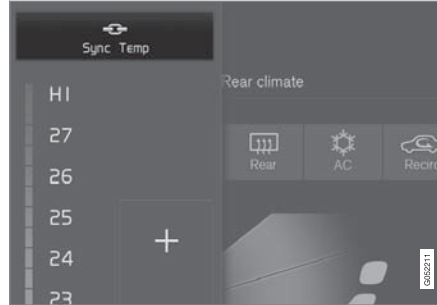 Sync Temp
HI
27
26
25
24
23
Rear climate
Rear
AC
Recirc
G052211